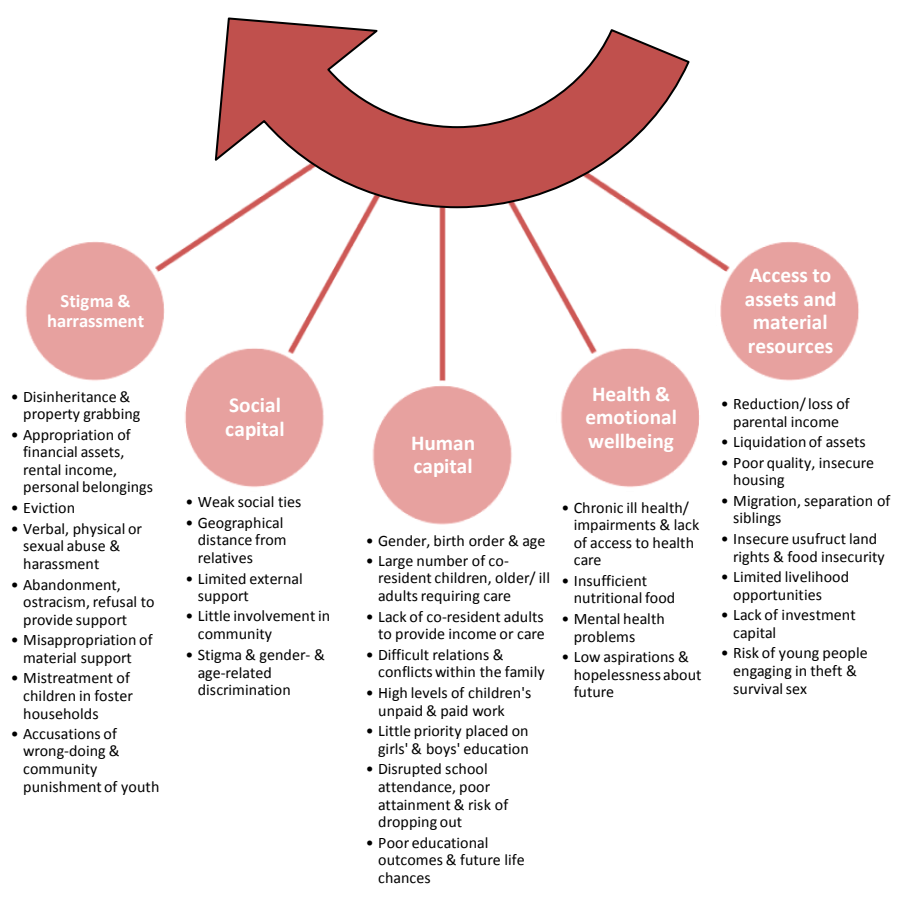 Stigma &
harrassment
• Disinheritance &
property grabbing
• Appropriation of
financial assets,
rental income,
personal belongings
• Eviction
• Verbal, physical or
sexual abuse &
harassment
• Abandonment,
ostracism, refusal to
provide support
• Misappropriation of
material support
• Mistreatment of
children in foster
households
• Accusations of
wrong-doing &
community
punishment of youth
Social
capital
• Weak social ties
• Geographical
distance from
relatives
• Limited external
support
• Little involvement in
community
• Stigma & gender- &
age-related
discrimination
Human
capital
• Gender, birth order & age
• Large number of co-
resident children, older/ ill
adults requiring care
• Lack of co-resident adults
to provide income or care
• Difficult relations &
conflicts within the family
• High levels of children's
unpaid & paid work
• Little priority placed on
girls' & boys' education
• Disrupted school
attendance, poor
attainment & risk of
dropping out
• Poor educational
outcomes & future life
chances
Health &
emotional
wellbeing
• Chronic ill health/
impairments & lack
of access to health
care
• Insufficient
nutritional food
• Mental health
problems
• Low aspirations &
hopelessness about
future
Access to
assets and
material
resources
• Reduction/ loss of
parental income
• Liquidation of assets
• Poor quality, insecure
housing
• Migration, separation of
siblings
• Insecure usufruct land
rights & food insecurity
• Limited livelihood
opportunities
• Lack of investment
capital
• Risk of young people
engaging in theft &
survival sex